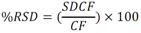 %RSD = (SDCF/CF) × 100